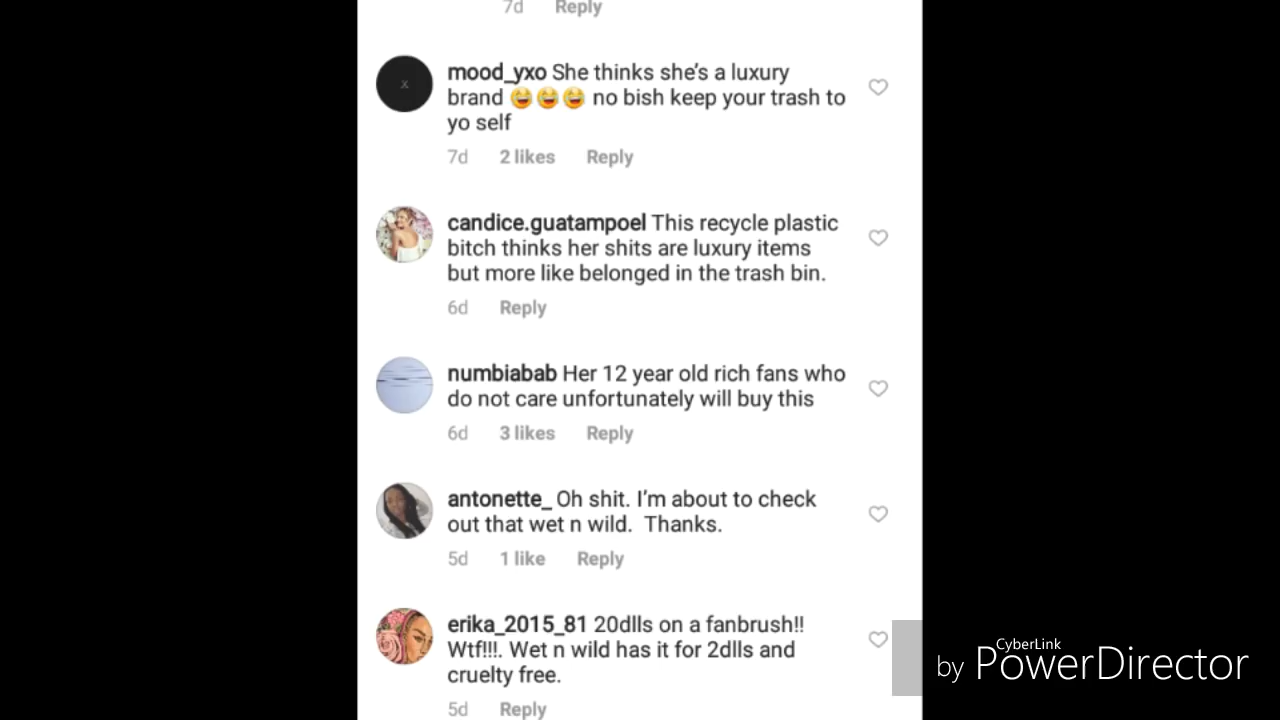 7d Reply
mood_yxo She thinks she's a luxury
brand 😂😂😂 no bish keep your trash to
yo self
7d 2 likes Reply
candice.guatampoel This recycle plastic
bitch thinks her shits are luxury items
but more like belonged in the trash bin.
6d Reply
numbiabab Her 12 year old rich fans who
do not care unfortunately will buy this
6d 3 likes Reply
antonette_ Oh shit. I'm about to check
out that wet n wild. Thanks.
5d 1 like Reply
erika_2015_81 20dlls on a fanbrush!!
Wtf!!!. Wet n wild has it for 2dlls and
cruelty free.
5d Reply
CyberLink
by PowerDirector